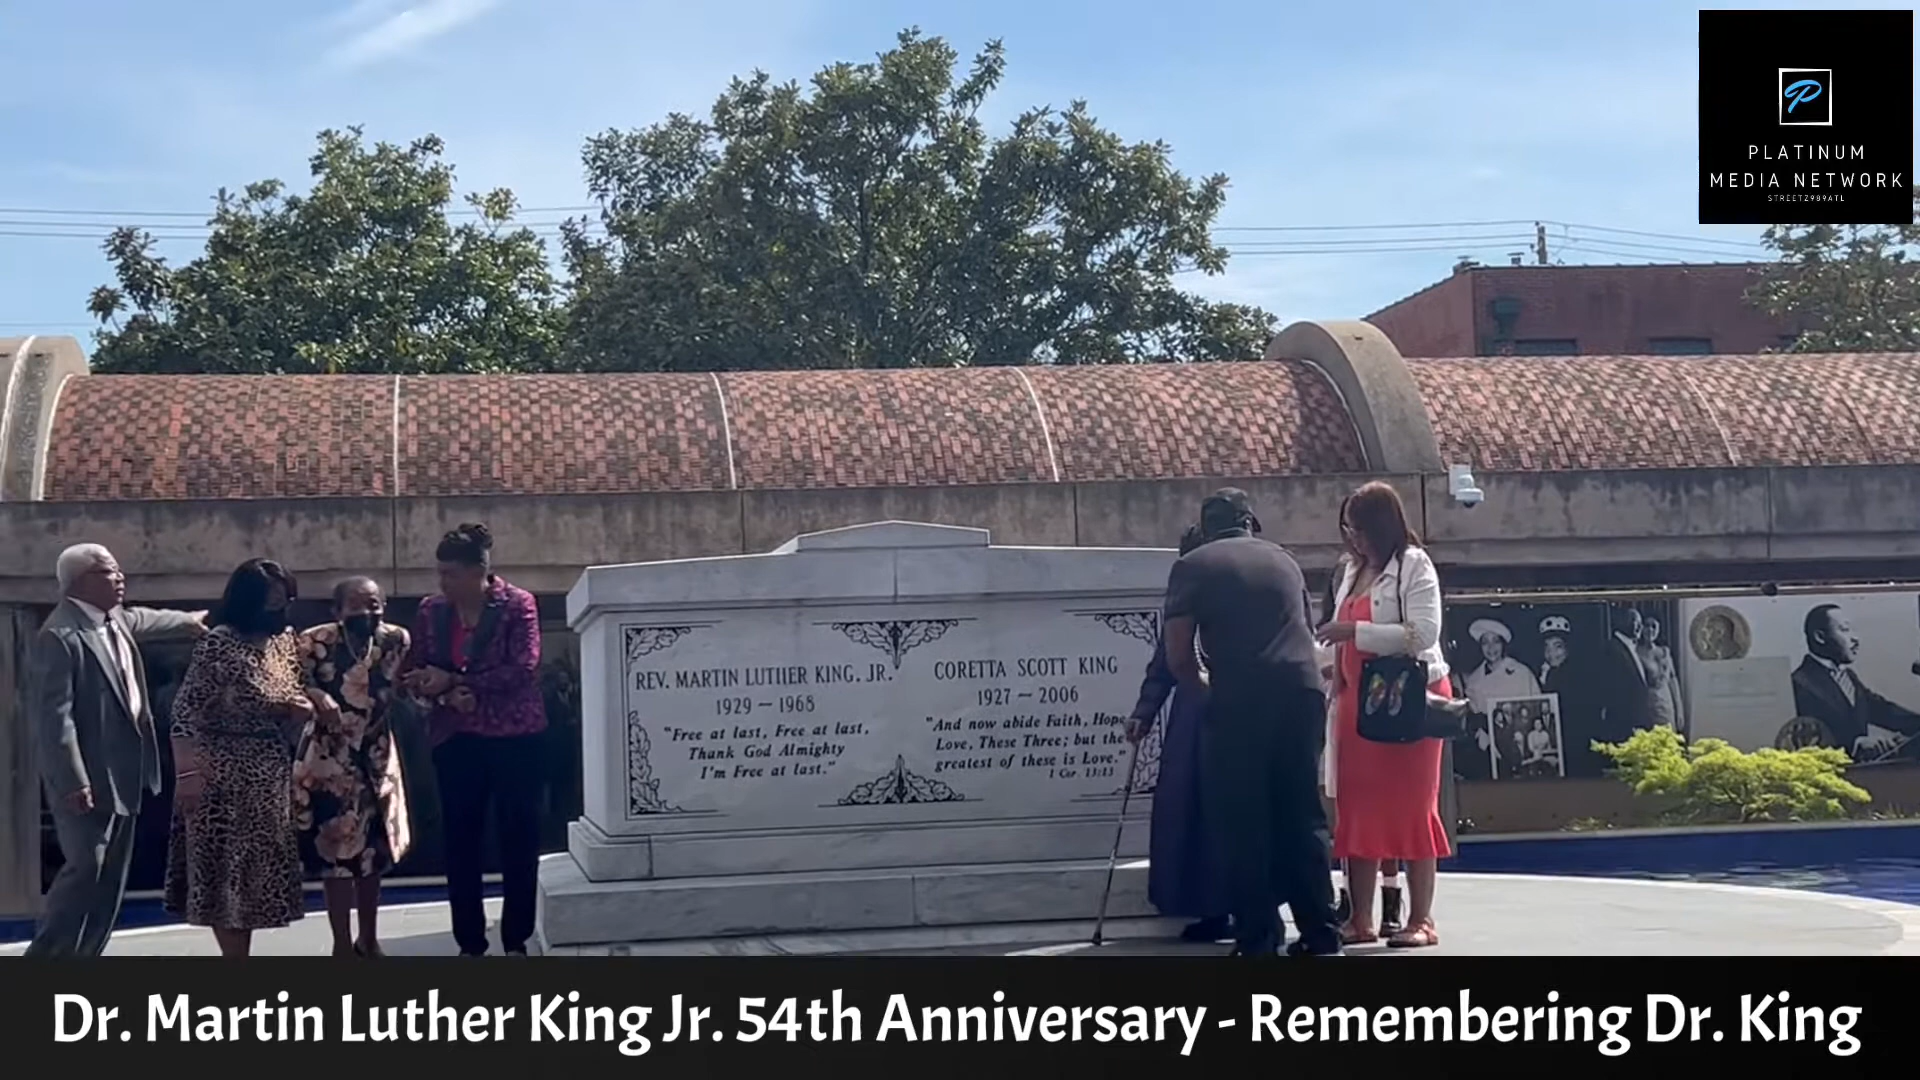 P
PLATINUM
MEDIA NETWORK
STREETZ989ATL
REV. MARTIN LUTHER KING, JR.
1929 — 1968
"Free at last, Free at last,
Thank God Almighty
I'm Free at last."
CORETTA SCOTT KING
1927 — 2006
"And now abide Faith, Hope
Love, These Three; but the
greatest of these is Love."
1 Cor. 13:13
Dr. Martin Luther King Jr. 54th Anniversary - Remembering Dr. King